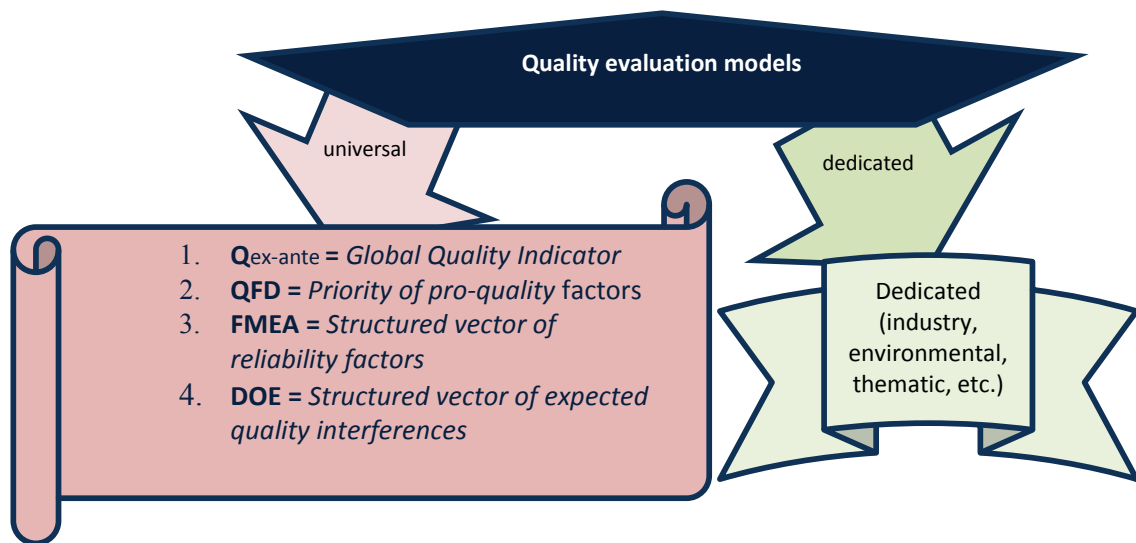 Quality evaluation models
universal
dedicated
1. Qex-ante = Global Quality Indicator
2. QFD = Priority of pro-quality factors
3. FMEA = Structured vector of
reliability factors
4. DOE = Structured vector of expected
quality interferences
Dedicated
(industry,
environmental,
thematic, etc.)